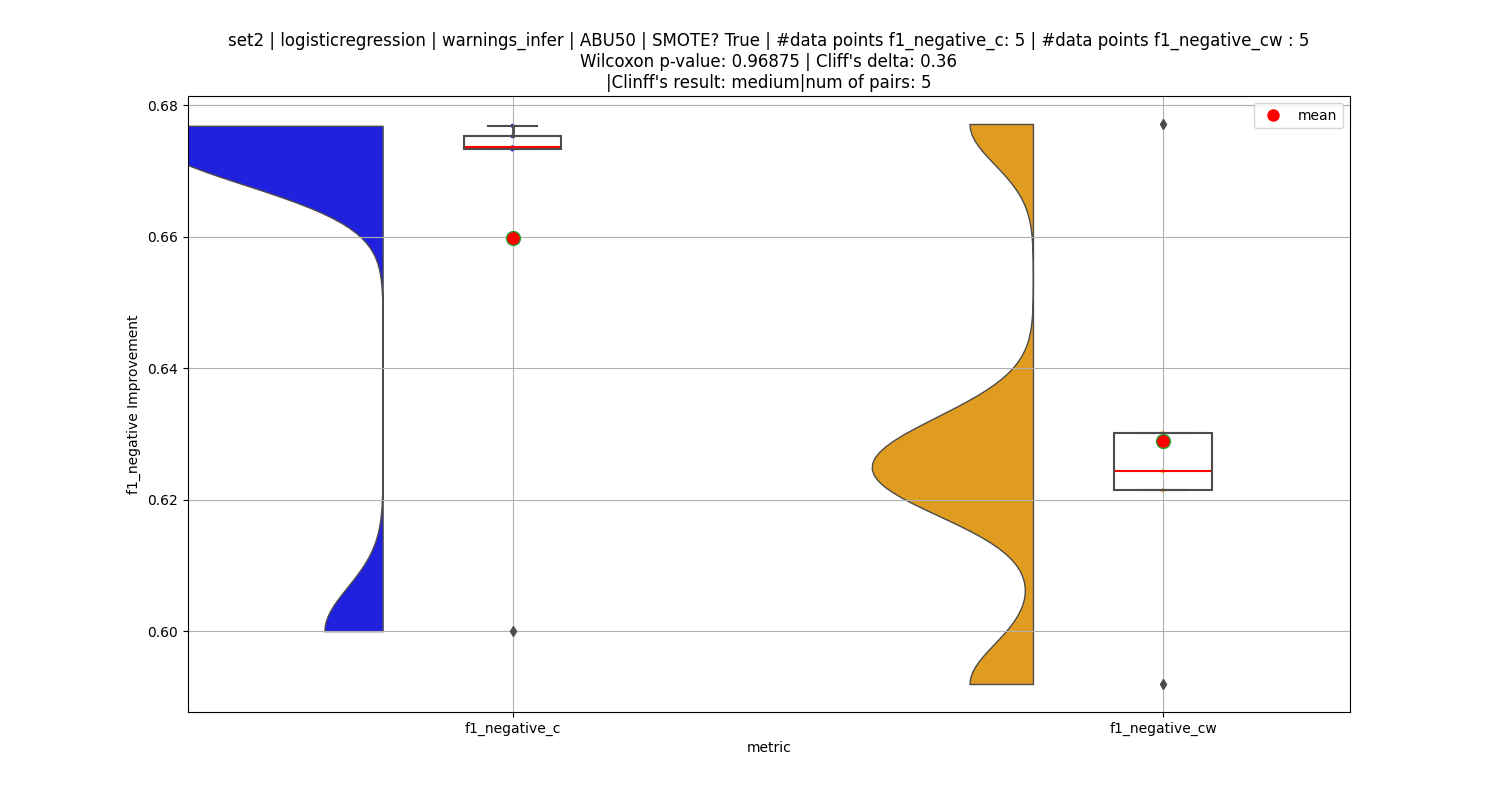 set2 | logisticregression | warnings_infer | ABU50 | SMOTE? True | #data points f1_negative_c: 5 | #data points f1_negative_cw : 5
Wilcoxon p-value: 0.96875 | Cliff's delta: 0.36
|Clinff's result: medium|num of pairs: 5
mean
0.68
0.66
0.64
0.62
0.60
f1_negative Improvement
f1_negative_c
f1_negative_cw
metric